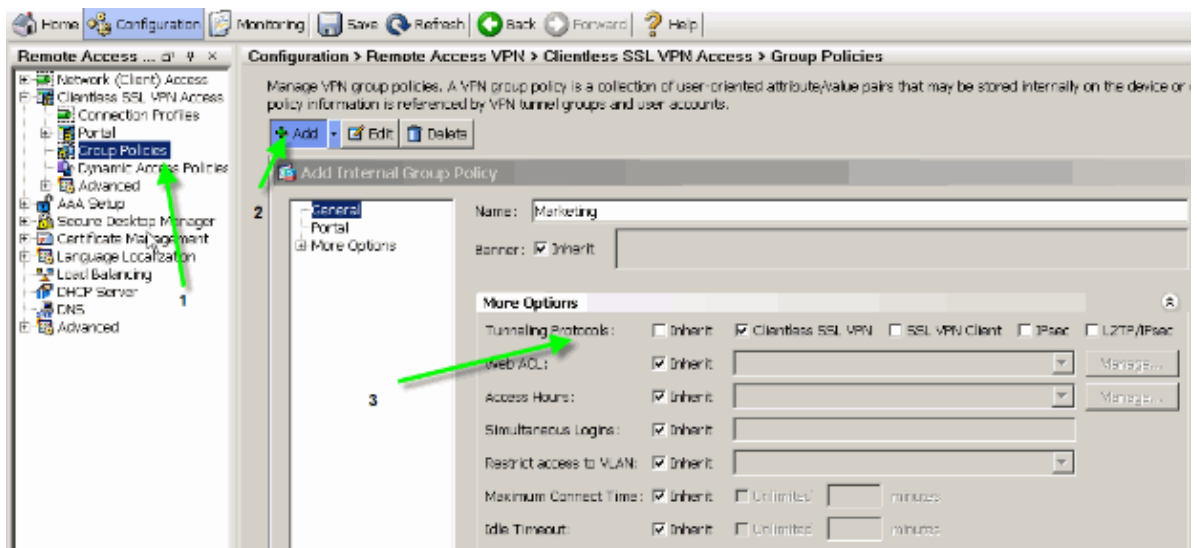 Home Configuration Monitoring Save Refresh Back Forward Help
Remote Access ...
Network (Client) Access
Clientless SSL VPN Access
Connection Profiles
Portal
Group Policies
Dynamic Access Policies
Advanced
AAA Setup
Secure Desktop Manager
Certificate Management
Language Localization
Load Balancing
DHCP Server
DNS
Advanced
1
Configuration > Remote Access VPN > Clientless SSL VPN Access > Group Policies
Manage VPN group policies. A VPN group policy is a collection of user-oriented attribute/value pairs that may be stored internally on the device or
policy information is referenced by VPN tunnel groups and user accounts.
Add Edit Delete
2
Add Internal Group Policy
General
Portal
More Options
3
Name: Marketing
Banner: Inherit
More Options
Tunneling Protocols: Inherit Clientless SSL VPN SSL VPN Client IPsec L2TP/IPsec
Web ACL: Inherit Manage...
Access Hours: Inherit Manage...
Simultaneous Logins: Inherit
Restrict access to VLAN: Inherit
Maximum Connect Time: Inherit Unlimited minutes
Idle Timeout: Inherit Unlimited minutes